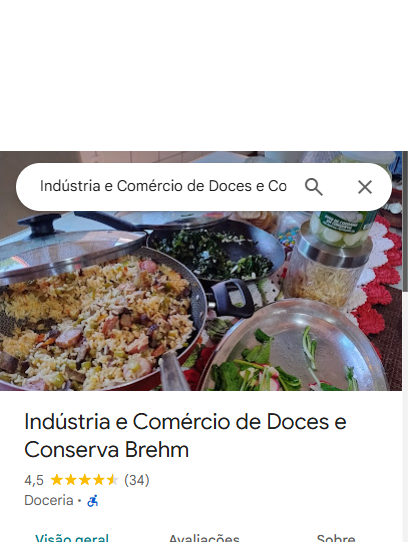 Indústria e Comércio de Doces e Co
Indústria e Comércio de Doces e
Conserva Brehm
4,5 (34)
Doceria ·
Visão geral Avaliações Sobre